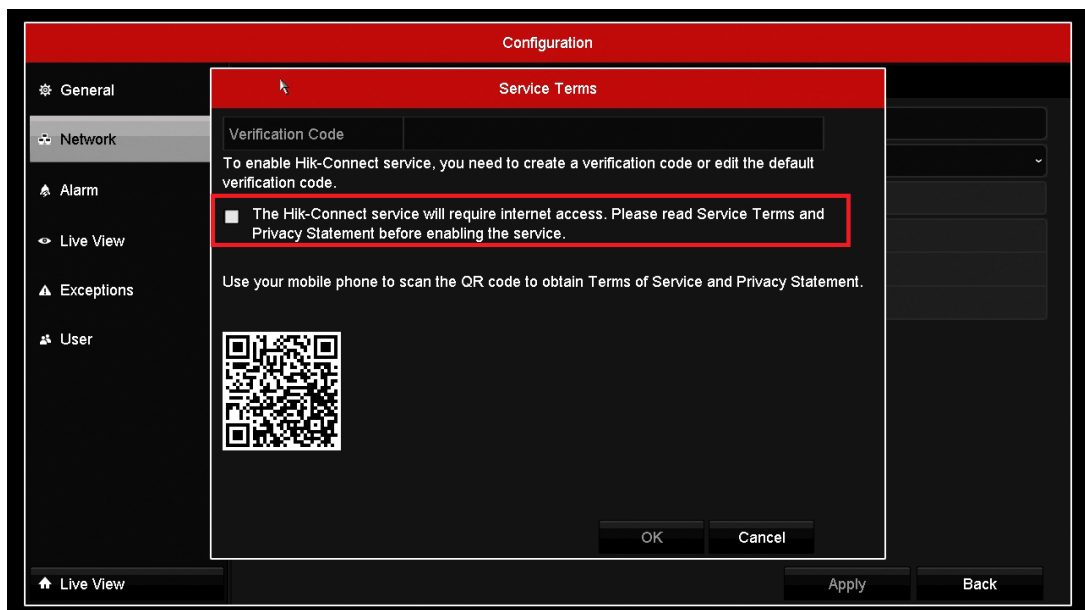 Configuration
General
Network
Alarm
Live View
Exceptions
User
Service Terms
Verification Code
To enable Hik-Connect service, you need to create a verification code or edit the default
verification code.
The Hik-Connect service will require internet access. Please read Service Terms and
Privacy Statement before enabling the service.
Use your mobile phone to scan the QR code to obtain Terms of Service and Privacy Statement.
OK
Cancel
Live View
Apply
Back